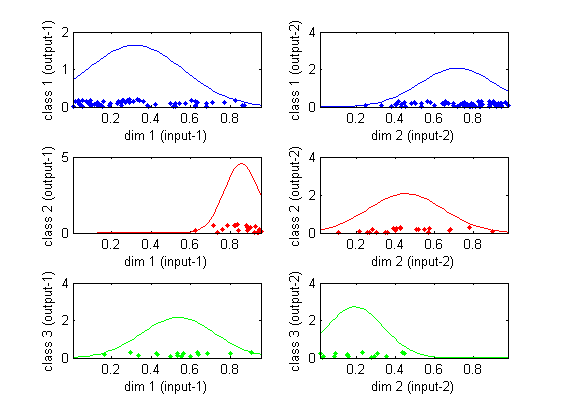 class 1 (output-1)
2
1
0
0.2 0.4 0.6 0.8
dim 1 (input-1)
class 1 (output-2)
4
2
0
0.2 0.4 0.6 0.8
dim 2 (input-2)
class 2 (output-1)
5
0
0.2 0.4 0.6 0.8
dim 1 (input-1)
class 2 (output-2)
4
2
0
0.2 0.4 0.6 0.8
dim 2 (input-2)
class 3 (output-1)
4
2
0
0.2 0.4 0.6 0.8
dim 1 (input-1)
class 3 (output-2)
4
2
0
0.2 0.4 0.6 0.8
dim 2 (input-2)